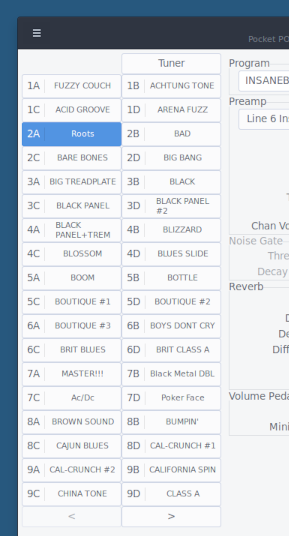 ☰
Pocket PO
Tuner
1A FUZZY COUCH 1B ACHTUNG TONE
1C ACID GROOVE 1D ARENA FUZZ
2A Roots 2B BAD
2C BARE BONES 2D BIG BANG
3A BIG TREADPLATE 3B BLACK
3C BLACK PANEL 3D BLACK PANEL
#2
4A BLACK
PANEL+TREM 4B BLIZZARD
4C BLOSSOM 4D BLUES SLIDE
5A BOOM 5B BOTTLE
5C BOUTIQUE #1 5D BOUTIQUE #2
6A BOUTIQUE #3 6B BOYS DONT CRY
6C BRIT BLUES 6D BRIT CLASS A
7A MASTER!!! 7B Black Metal DBL
7C Ac/Dc 7D Poker Face
8A BROWN SOUND 8B BUMPIN'
8C CAJUN BLUES 8D CAL-CRUNCH #1
9A CAL-CRUNCH #2 9B CALIFORNIA SPIN
9C CHINA TONE 9D CLASS A
< >
Program
INSANEB
Preamp
Line 6 In
Chan Vo
Noise Gate
Thre
Decay
Reverb
D
De
Diff
Volume Peda
Mini